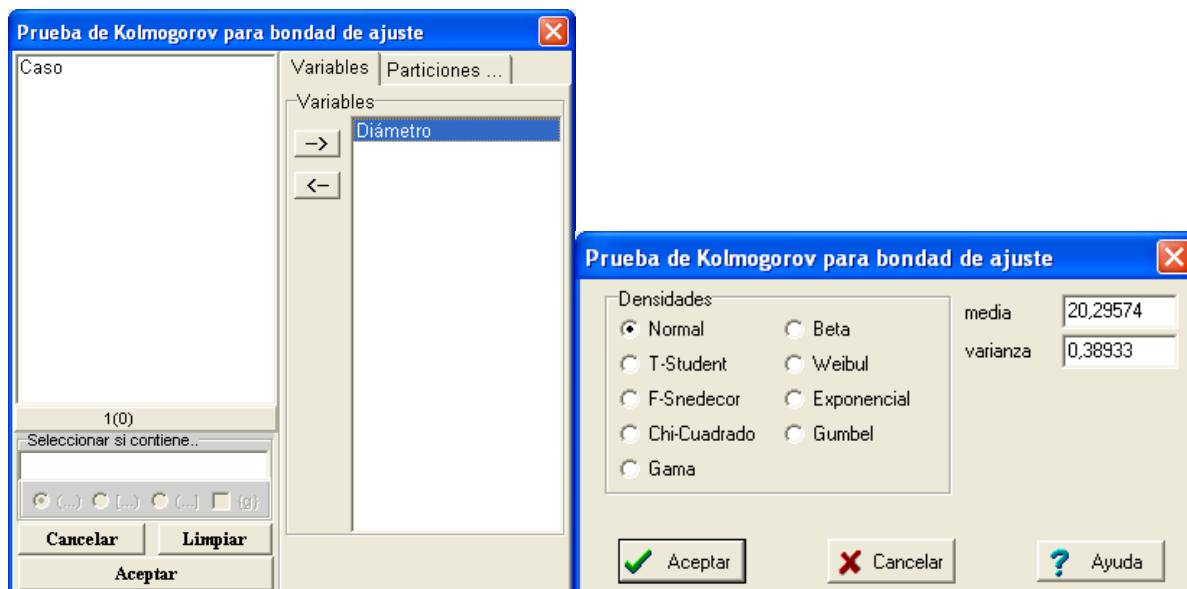 Prueba de Kolmogorov para bondad de ajuste
Caso
1(0)
Seleccionar si contiene..
(...) [...) (...] {g}
Cancelar Limpiar
Aceptar
Variables Particiones ...
Variables
-->
<--
Diámetro
Prueba de Kolmogorov para bondad de ajuste
Densidades
Normal Beta
T-Student Weibul
F-Snedecor Exponencial
Chi-Cuadrado Gumbel
Gama
media 20,29574
varianza 0,38933
Aceptar Cancelar ? Ayuda